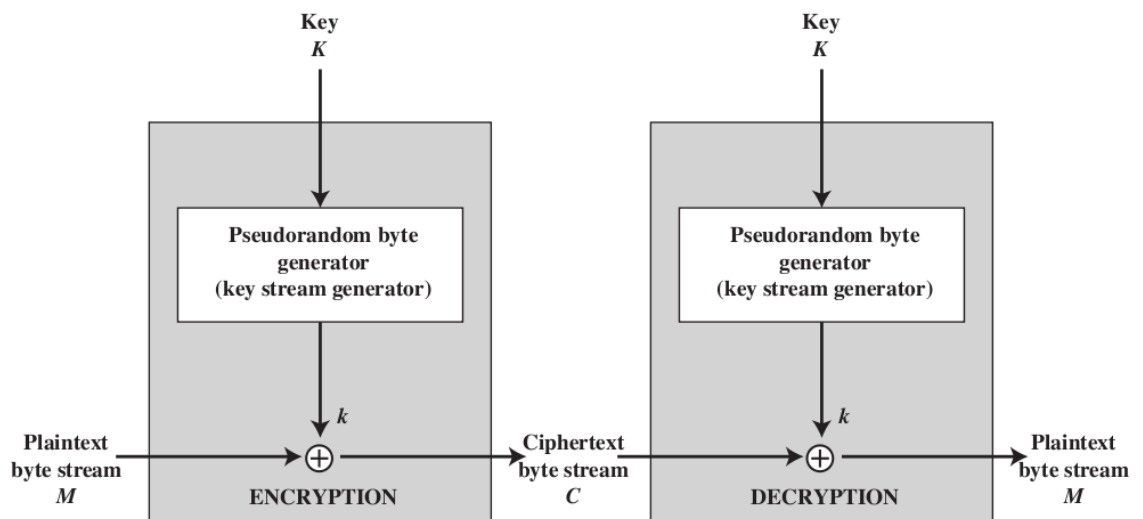 Key
K
Key
K
Pseudorandom byte
generator
(key stream generator)
Pseudorandom byte
generator
(key stream generator)
k
k
Plaintext
byte stream
M
Ciphertext
byte stream
C
Plaintext
byte stream
M
ENCRYPTION
DECRYPTION